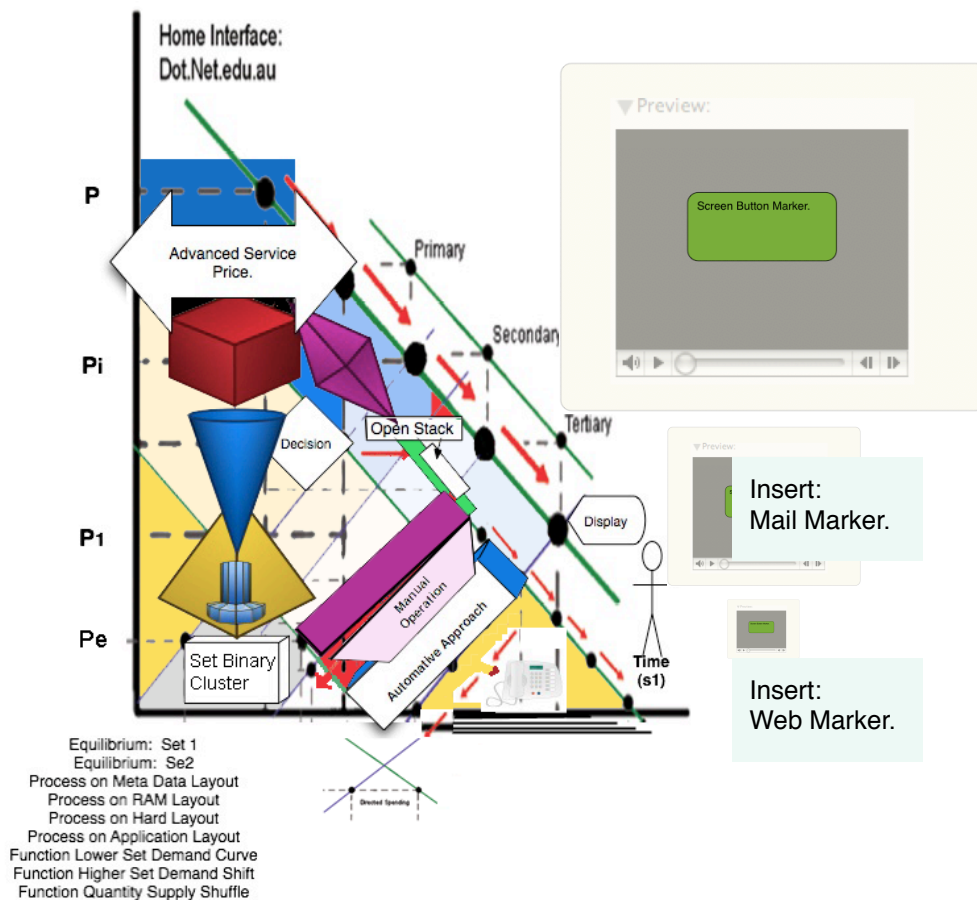 Home Interface:
Dot.Net.edu.au
Preview:
Screen Button Marker.
P
Advanced Service
Price.
Primary
Secondary
Pi
Tertiary
Open Stack
Decision
Preview:
Insert:
Mail Marker.
Display
P1
Manual
Operation
Automative Approach
Pe
Set Binary
Cluster
Time
(s1)
Insert:
Web Marker.
Equilibrium: Set 1
Equilibrium: Se2
Process on Meta Data Layout
Process on RAM Layout
Process on Hard Layout
Process on Application Layout
Function Lower Set Demand Curve
Function Higher Set Demand Shift
Function Quantity Supply Shuffle
Directed Spending